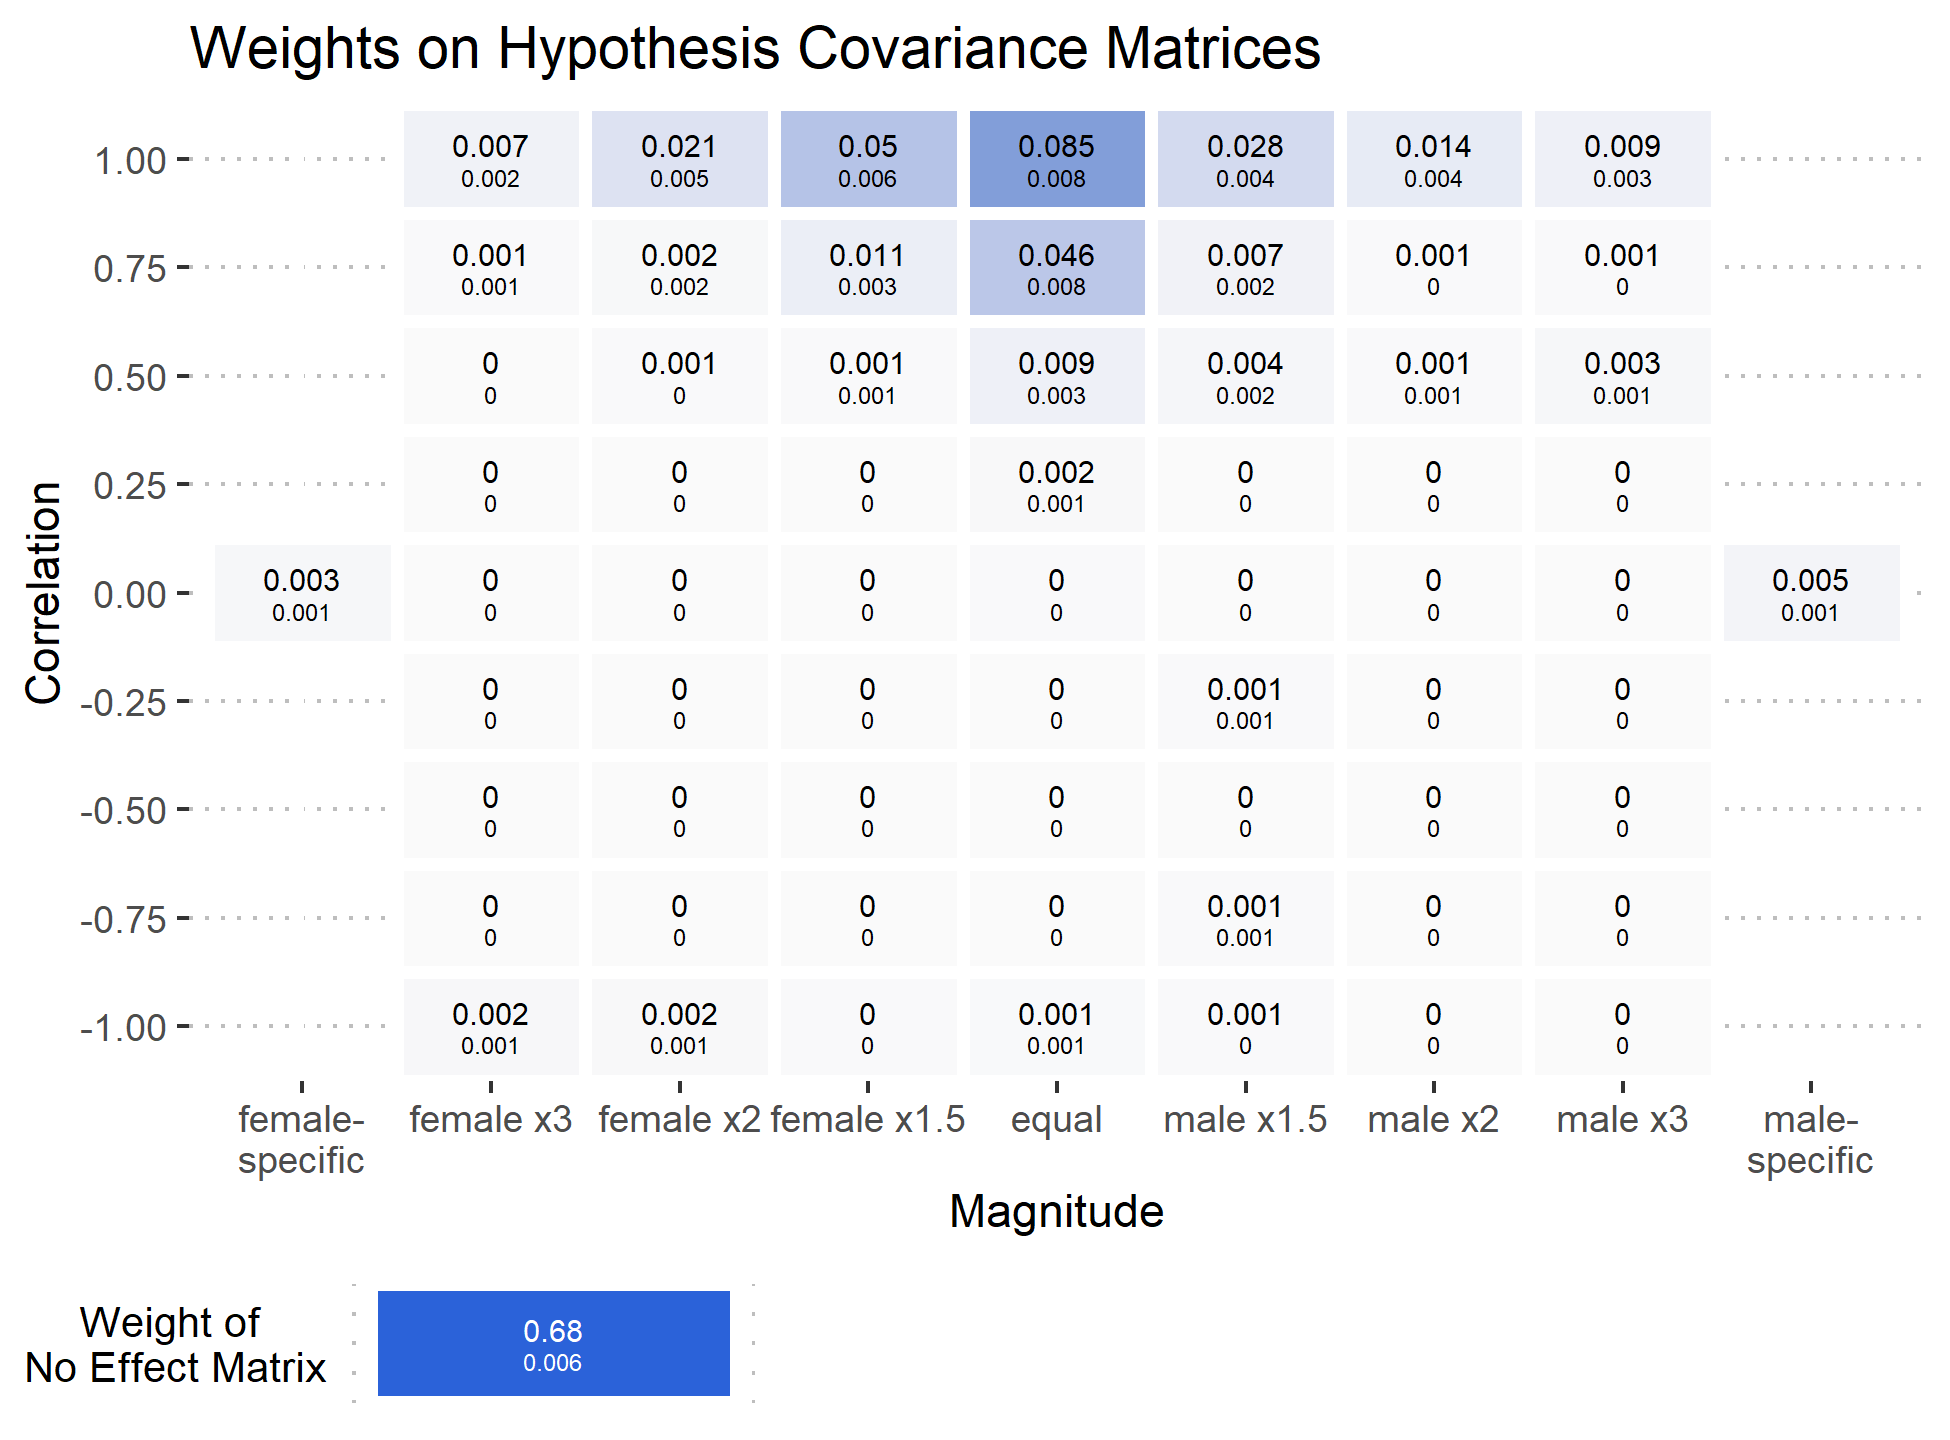 Weights on Hypothesis Covariance Matrices
1.00 0.007 0.021 0.05 0.085 0.028 0.014 0.009
0.002 0.005 0.006 0.008 0.004 0.004 0.003
0.75 0.001 0.002 0.011 0.046 0.007 0.001 0.001
0.001 0.002 0.003 0.008 0.002 0 0
0.50 0 0.001 0.001 0.009 0.004 0.001 0.003
0 0 0.001 0.003 0.002 0.001 0.001
0.25 0 0 0 0.002 0 0 0
0 0 0 0.001 0 0 0
Correlation
0.00 0.003 0 0 0 0 0 0 0 0.005
0.001 0 0 0 0 0 0 0 0.001
-0.25 0 0 0 0 0.001 0 0
0 0 0 0 0.001 0 0
-0.50 0 0 0 0 0 0 0
0 0 0 0 0 0 0
-0.75 0 0 0 0 0.001 0 0
0 0 0 0 0.001 0 0
-1.00 0.002 0.002 0 0.001 0.001 0 0
0.001 0.001 0 0.001 0 0 0
female- female x3 female x2 female x1.5 equal male x1.5 male x2 male x3 male-
specific specific
Magnitude
Weight of
No Effect Matrix
0.68
0.006